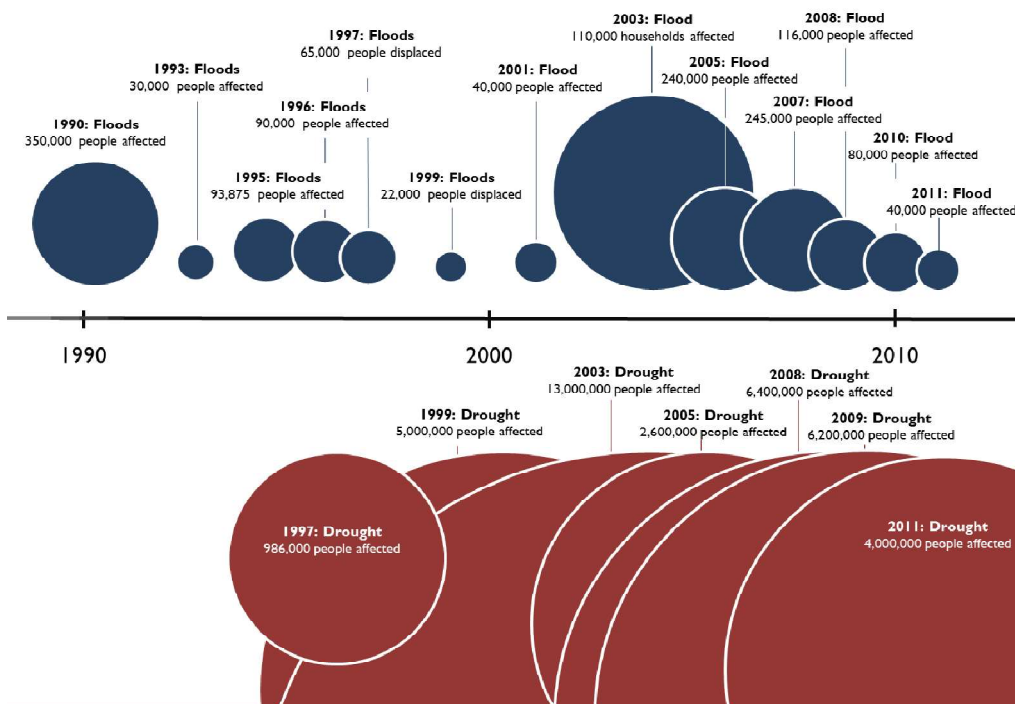 1990: Floods
350,000 people affected
1993: Floods
30,000 people affected
1995: Floods
93,875 people affected
1996: Floods
90,000 people affected
1997: Floods
65,000 people displaced
1999: Floods
22,000 people displaced
2001: Flood
40,000 people affected
2003: Flood
110,000 households affected
2005: Flood
240,000 people affected
2007: Flood
245,000 people affected
2008: Flood
116,000 people affected
2010: Flood
80,000 people affected
2011: Flood
40,000 people affected
1990
2000
2010
1997: Drought
986,000 people affected
1999: Drought
5,000,000 people affected
2003: Drought
13,000,000 people affected
2005: Drought
2,600,000 people affected
2008: Drought
6,400,000 people affected
2009: Drought
6,200,000 people affected
2011: Drought
4,000,000 people affected